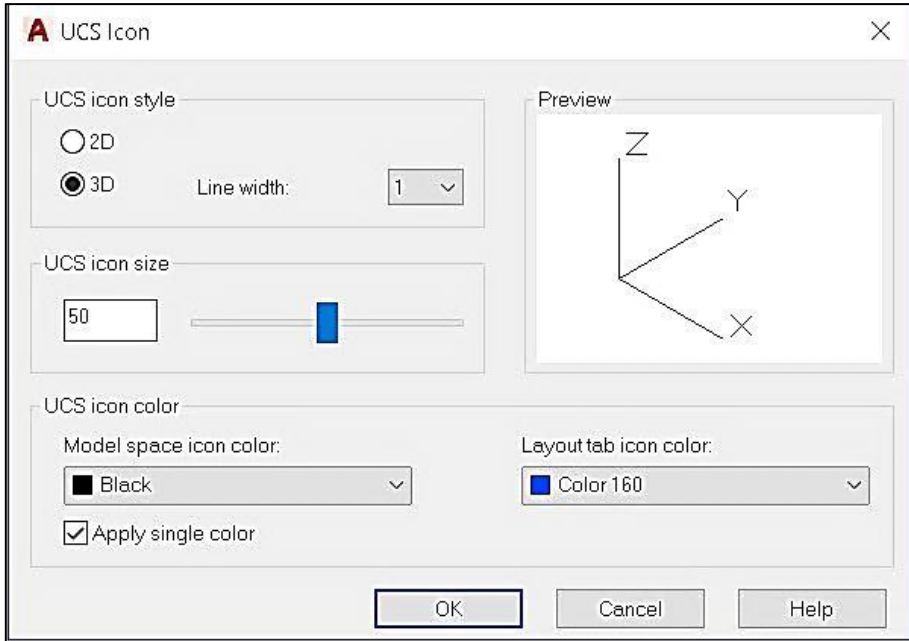 UCS Icon
UCS icon style
2D
3D
Line width:
1
Preview
Z
Y
X
UCS icon size
50
UCS icon color
Model space icon color:
Layout tab icon color:
Black
Color 160
Apply single color
OK
Cancel
Help